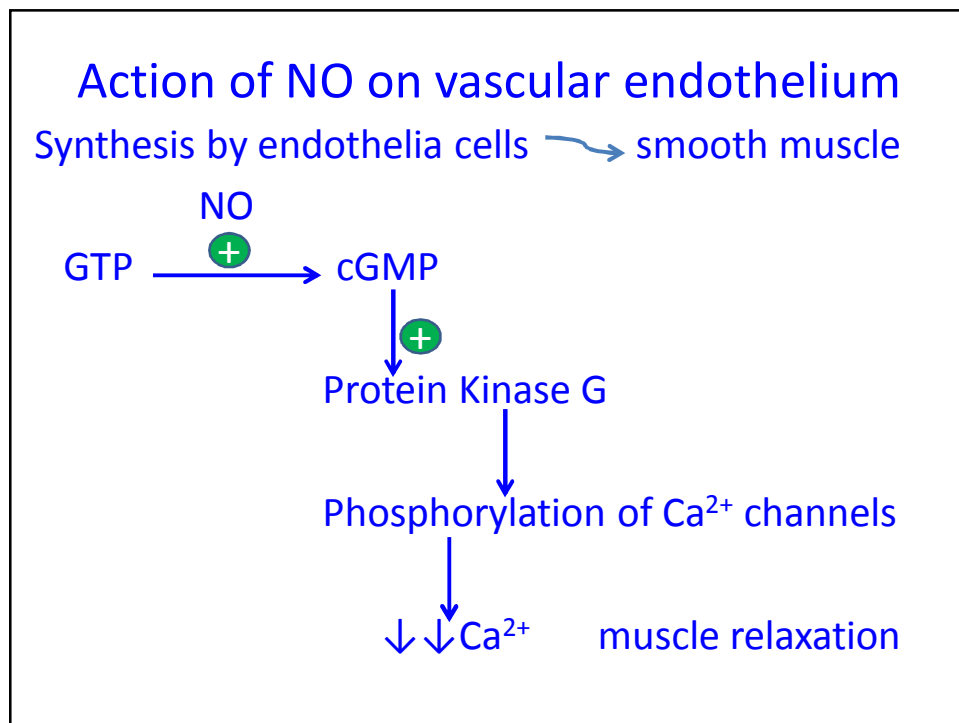 Action of NO on vascular endothelium
Synthesis by endothelia cells smooth muscle
NO
+
GTP cGMP
+
Protein Kinase G
Phosphorylation of Ca²⁺ channels
↓ ↓ Ca²⁺ muscle relaxation